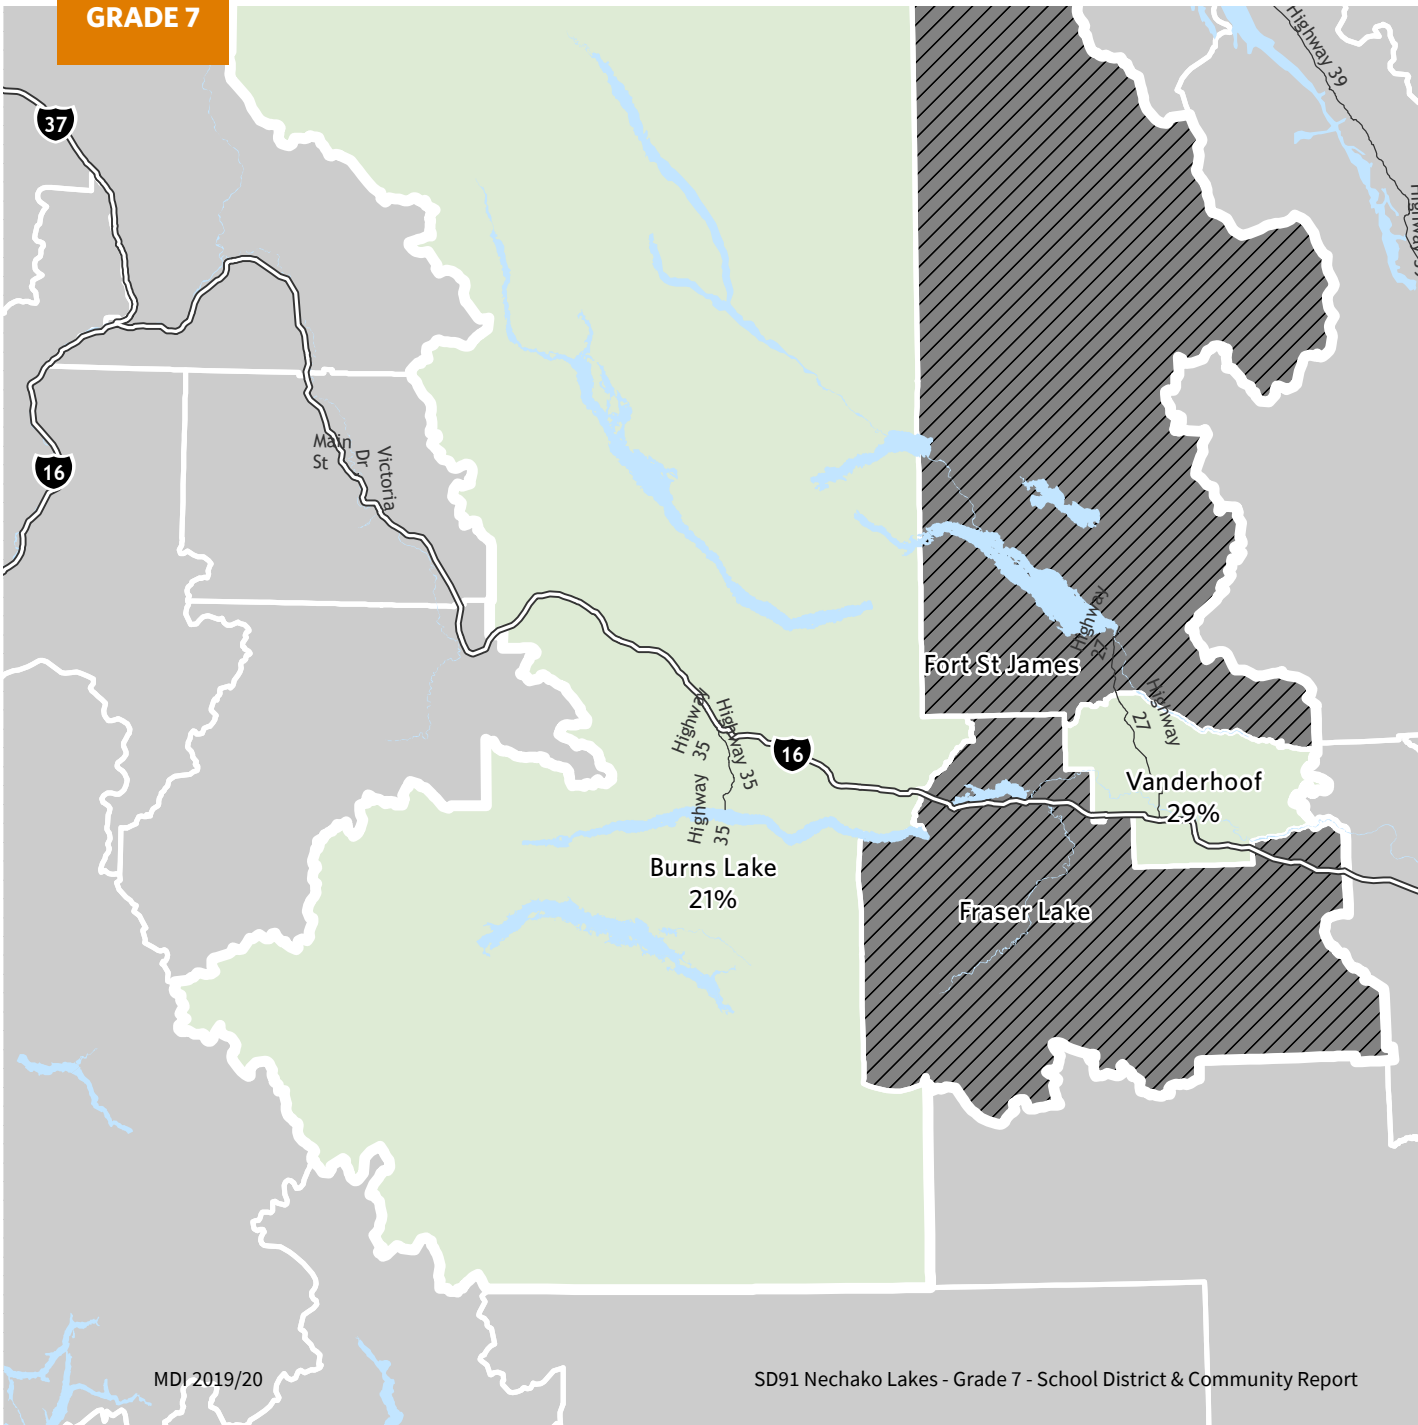 GRADE 7
Highway 39
37
Main
St
Victoria
Dr
16
Highway
27
Fort St James
Highway
27
Highway
35
Highway 35
16
Highway
35
Vanderhoof
29%
Burns Lake
21%
Fraser Lake
MDI 2019/20
SD91 Nechako Lakes - Grade 7 - School District & Community Report